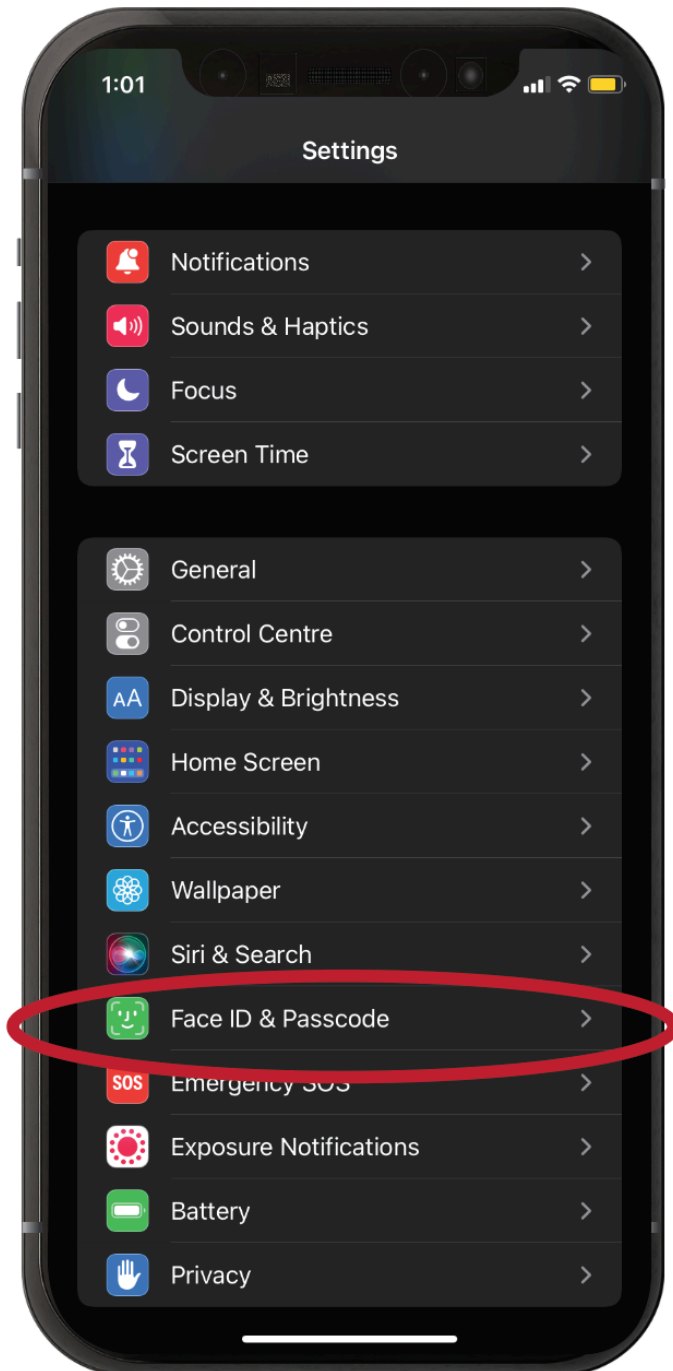 1:01
Settings
Notifications
Sounds & Haptics
Focus
Screen Time
General
Control Centre
AA Display & Brightness
Home Screen
Accessibility
Wallpaper
Siri & Search
Face ID & Passcode
SOS Emergency SOS
Exposure Notifications
Battery
Privacy